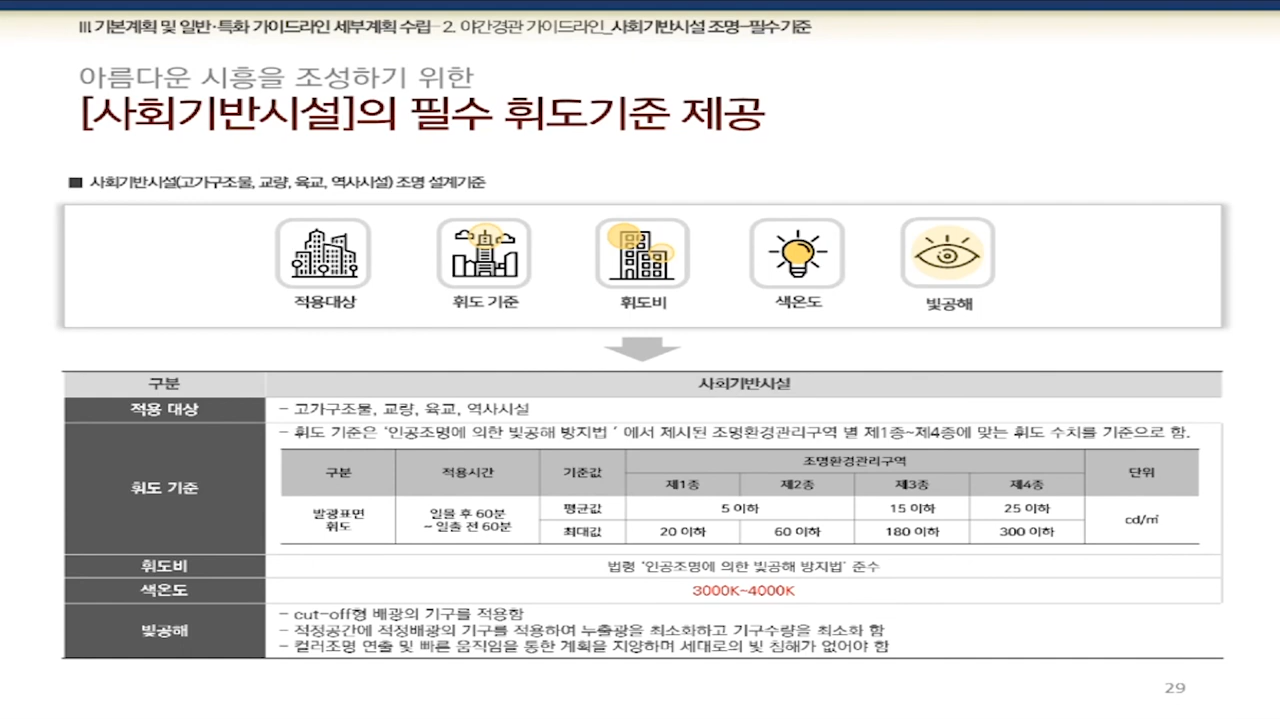 Ⅲ. 기본계획 및 일반·특화 가이드라인 세부계획 수립- 2. 야간경관 가이드라인_사회기반시설 조명-필수기준
아름다운 시흥을 조성하기 위한
[사회기반시설]의 필수 휘도기준 제공
■ 사회기반시설(고가구조물, 교량, 육교, 역사시설) 조명 설계기준
적용대상 휘도 기준 휘도비 색온도 빛공해
구분 사회기반시설
적용 대상 - 고가구조물, 교량, 육교, 역사시설
휘도 기준 - 휘도 기준은 '인공조명에 의한 빛공해 방지법 ' 에서 제시된 조명환경관리구역 별 제1종~제4종에 맞는 휘도 수치를 기준으로 함.
구분 적용시간 기준값 조명환경관리구역 단위
제1종 제2종 제3종 제4종
발광표면 휘도 일몰 후 60분 ~ 일출 전 60분 평균값 5 이하 15 이하 25 이하 cd/㎡
최대값 20 이하 60 이하 180 이하 300 이하
휘도비 법령 '인공조명에 의한 빛공해 방지법' 준수
색온도 3000K~4000K
빛공해 - cut-off형 배광의 기구를 적용함
- 적정공간에 적정배광의 기구를 적용하여 누출광을 최소화하고 기구수량을 최소화 함
- 컬러조명 연출 및 빠른 움직임을 통한 계획을 지양하며 세대로의 빛 침해가 없어야 함
29